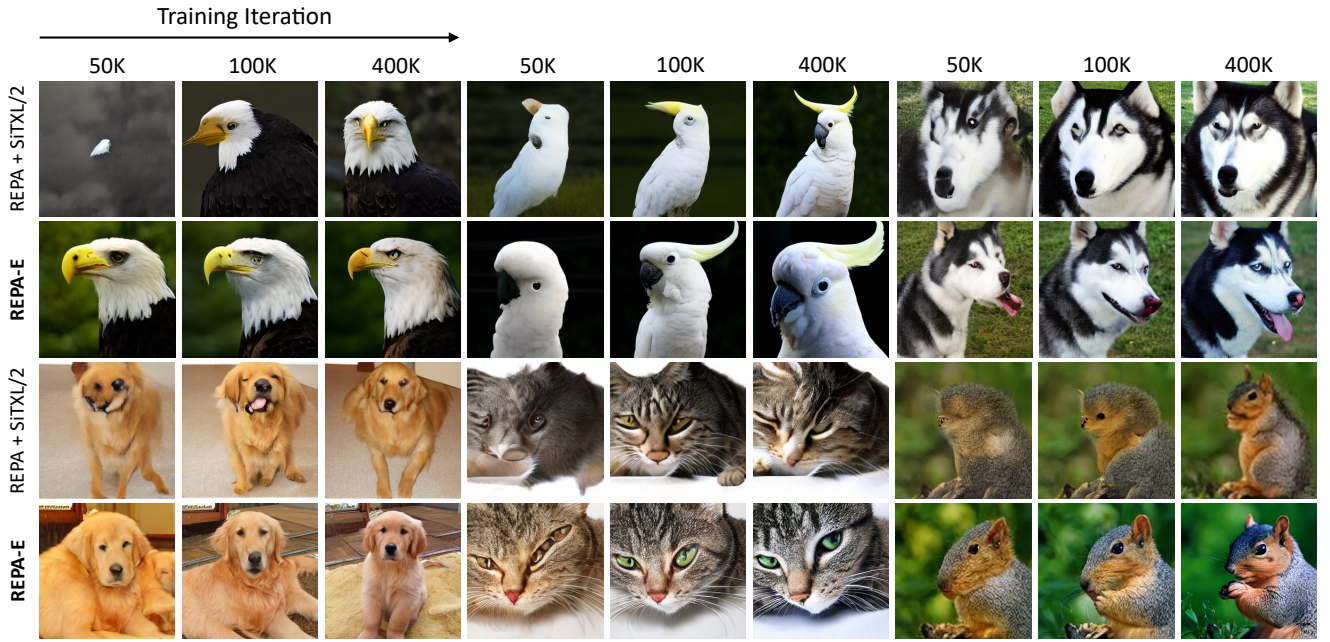 Training Iteration
50K 100K 400K 50K 100K 400K 50K 100K 400K
REPA + SiTXL/2
REPA-E
REPA + SiTXL/2
REPA-E